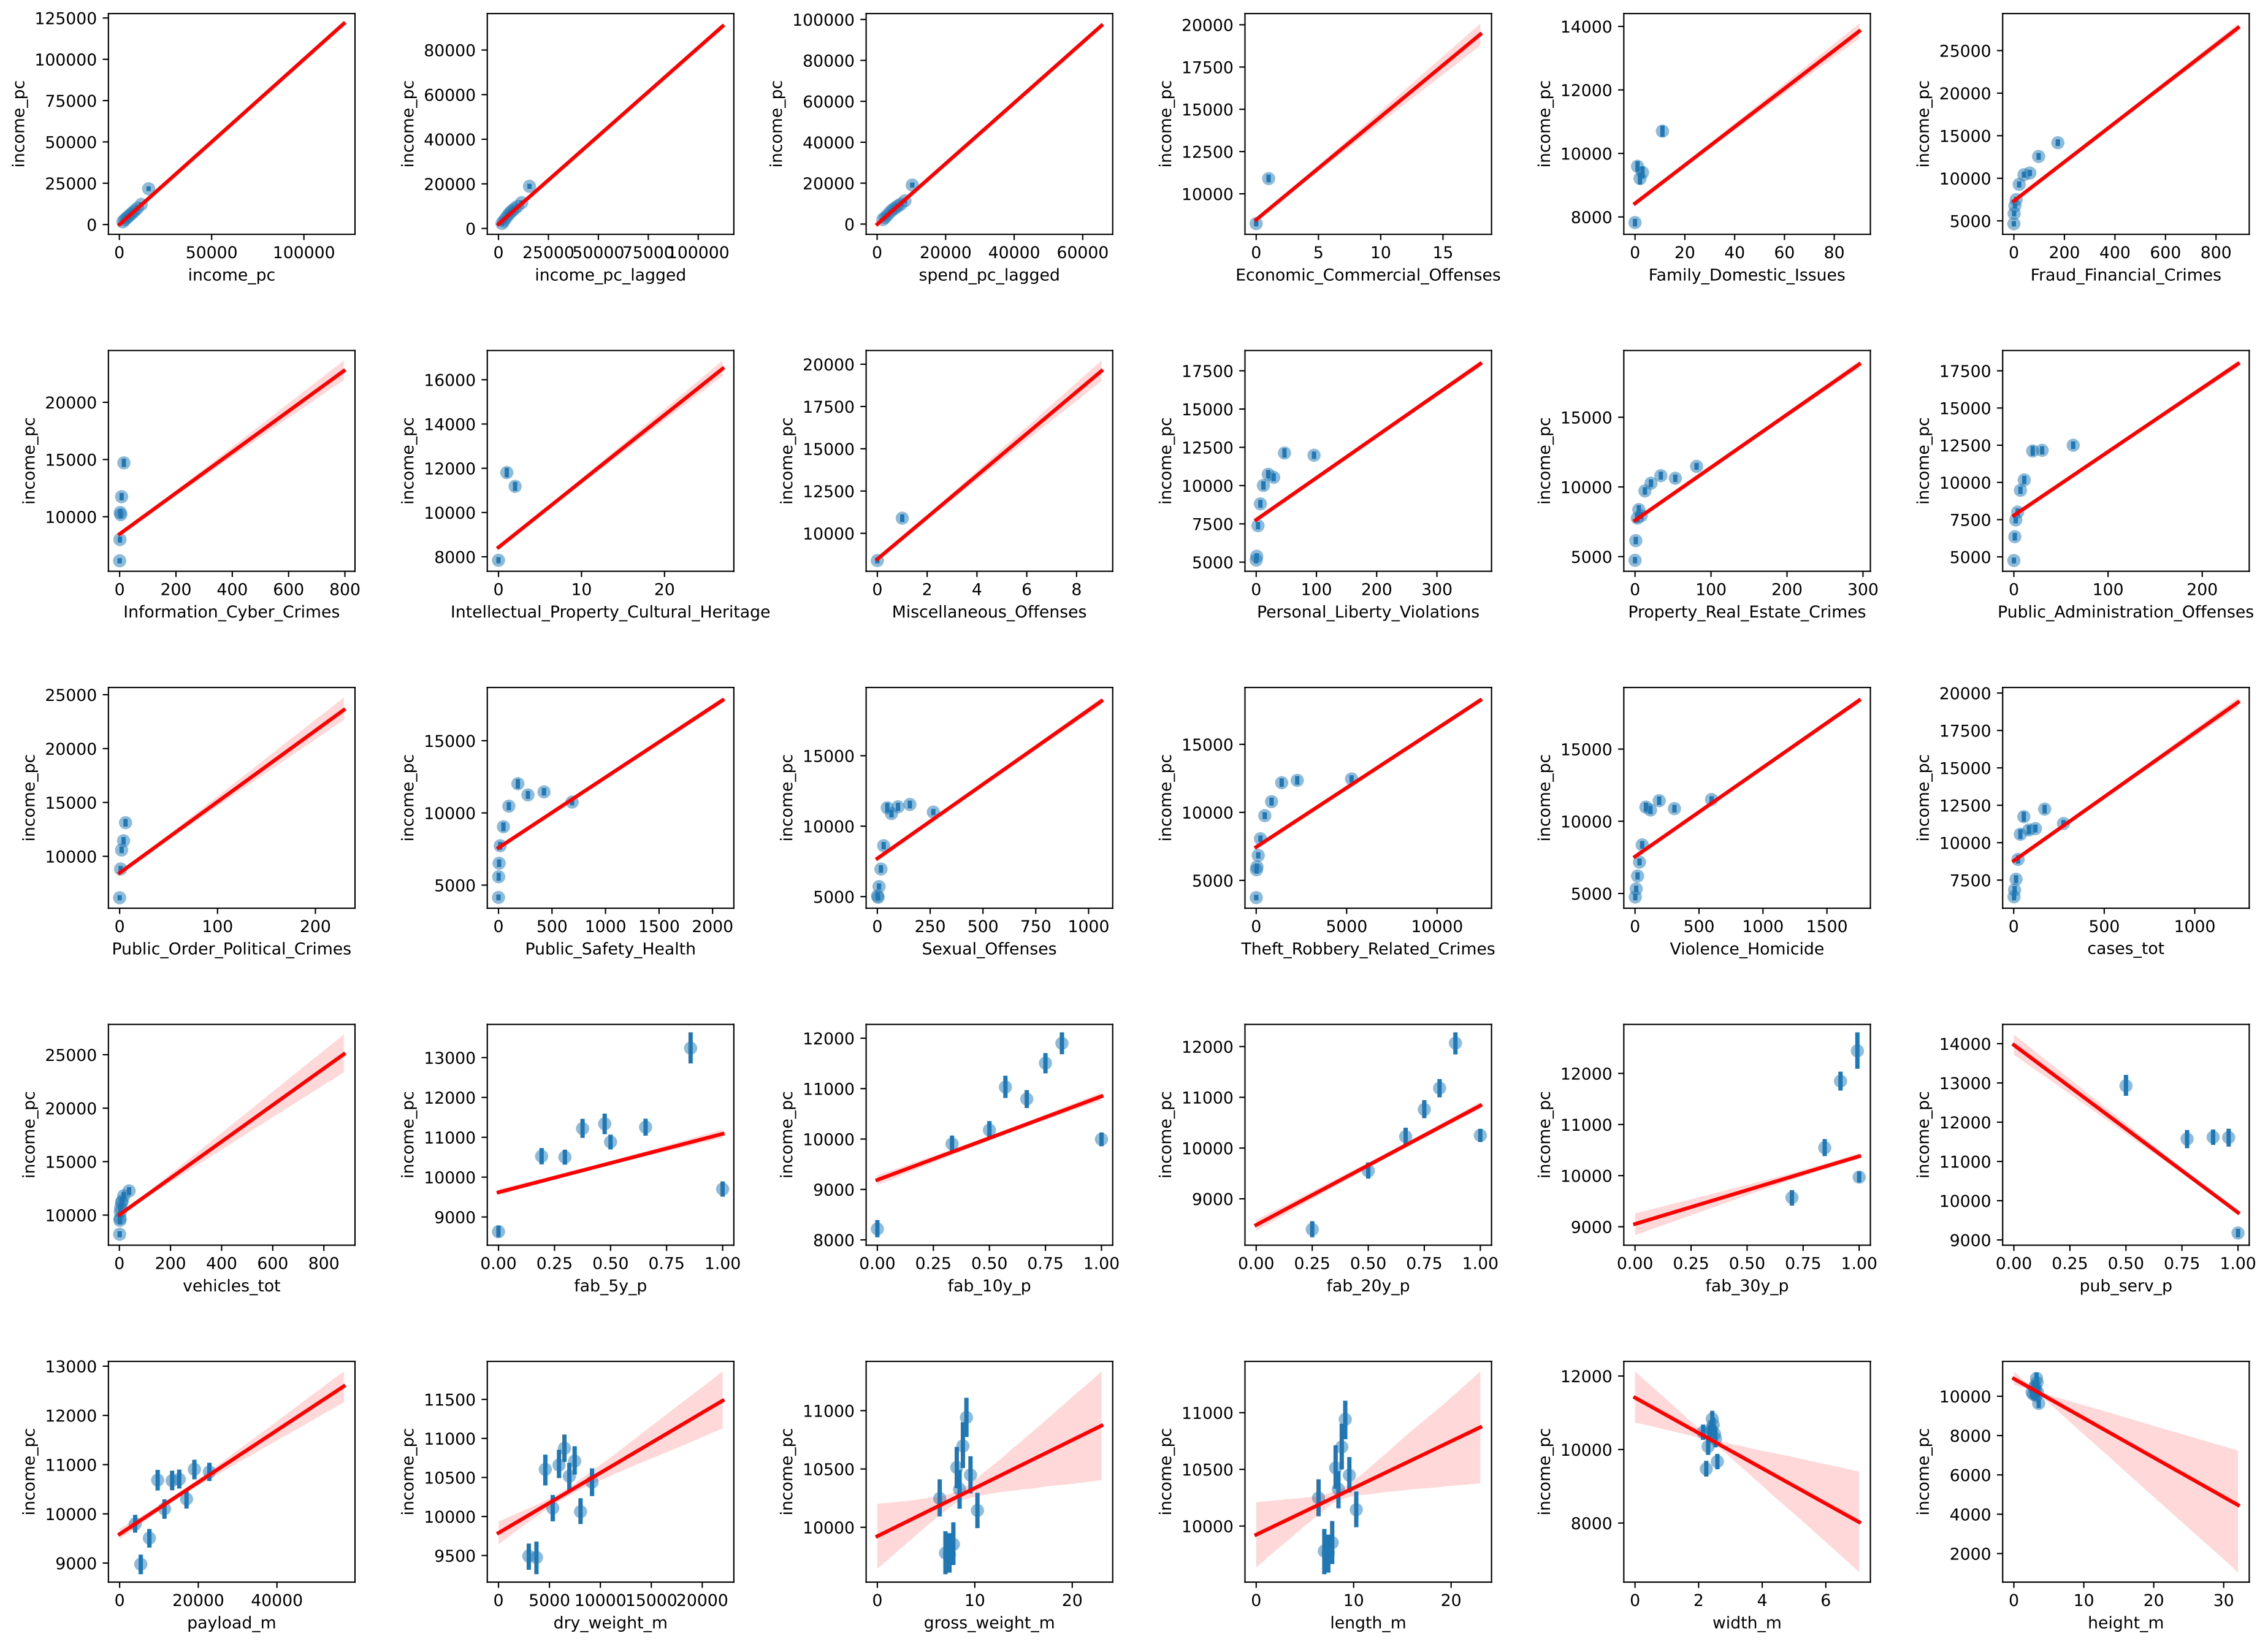 income_pc
125000
100000
75000
50000
25000
0
0 50000 100000
income_pc
income_pc
80000
60000
40000
20000
0
0 25000 50000 75000 100000
income_pc_lagged
income_pc
100000
80000
60000
40000
20000
0
0 20000 40000 60000
spend_pc_lagged
income_pc
20000
17500
15000
12500
10000
0 5 10 15
Economic_Commercial_Offenses
income_pc
14000
12000
10000
8000
0 20 40 60 80
Family_Domestic_Issues
income_pc
25000
20000
15000
10000
5000
0 200 400 600 800
Fraud_Financial_Crimes
income_pc
20000
15000
10000
0 200 400 600 800
Information_Cyber_Crimes
income_pc
16000
14000
12000
10000
8000
0 10 20
Intellectual_Property_Cultural_Heritage
income_pc
20000
17500
15000
12500
10000
0 2 4 6 8
Miscellaneous_Offenses
income_pc
17500
15000
12500
10000
7500
5000
0 100 200 300
Personal_Liberty_Violations
income_pc
15000
10000
5000
0 100 200 300
Property_Real_Estate_Crimes
income_pc
17500
15000
12500
10000
7500
5000
0 100 200
Public_Administration_Offenses
income_pc
25000
20000
15000
10000
0 100 200
Public_Order_Political_Crimes
income_pc
15000
10000
5000
0 500 1000 1500 2000
Public_Safety_Health
income_pc
15000
10000
5000
0 250 500 750 1000
Sexual_Offenses
income_pc
15000
10000
5000
0 5000 10000
Theft_Robbery_Related_Crimes
income_pc
15000
10000
5000
0 500 1000 1500
Violence_Homicide
income_pc
20000
17500
15000
12500
10000
7500
0 500 1000
cases_tot
income_pc
25000
20000
15000
10000
0 200 400 600 800
vehicles_tot
income_pc
13000
12000
11000
10000
9000
0.00 0.25 0.50 0.75 1.00
fab_5y_p
income_pc
12000
11000
10000
9000
8000
0.00 0.25 0.50 0.75 1.00
fab_10y_p
income_pc
12000
11000
10000
9000
0.00 0.25 0.50 0.75 1.00
fab_20y_p
income_pc
12000
11000
10000
9000
0.00 0.25 0.50 0.75 1.00
fab_30y_p
income_pc
14000
13000
12000
11000
10000
9000
0.00 0.25 0.50 0.75 1.00
pub_serv_p
income_pc
13000
12000
11000
10000
9000
0 20000 40000
payload_m
income_pc
11500
11000
10500
10000
9500
0 5000 10000 15000 20000
dry_weight_m
income_pc
11000
10500
10000
0 10 20
gross_weight_m
income_pc
11000
10500
10000
0 10 20
length_m
income_pc
12000
10000
8000
0 2 4 6
width_m
income_pc
10000
8000
6000
4000
2000
0 10 20 30
height_m